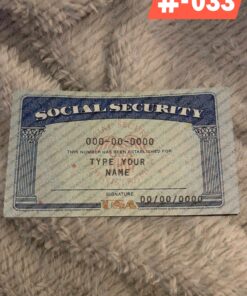 #-033
SOCIAL SECURITY
000-00-0000
THIS NUMBER HAS BEEN ESTABLISHED FOR
TYPE YOUR
NAME
SIGNATURE
00/00/0000
USA